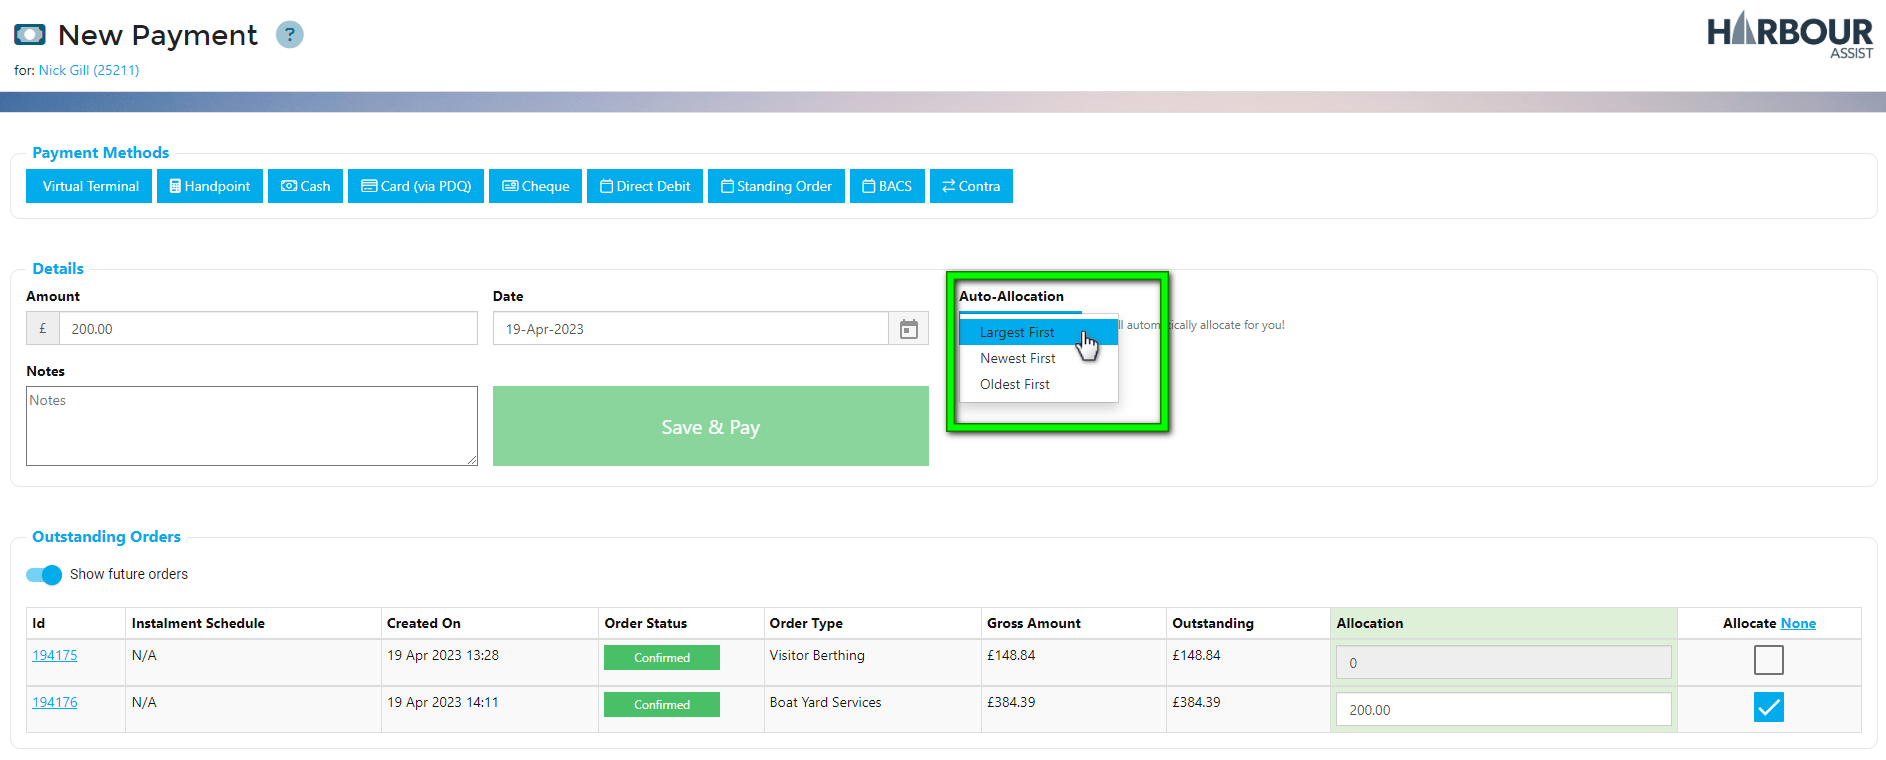 New Payment ?
HARBOUR
ASSIST
for: Nick Gill (25211)
Payment Methods
Virtual Terminal Handpoint Cash Card (via PDQ) Cheque Direct Debit Standing Order BACS Contra
Details
Amount Date Auto-Allocation
£ 200.00 19-Apr-2023
Largest First ll automatically allocate for you!
Newest First
Oldest First
Notes
Notes
Save & Pay
Outstanding Orders
Show future orders
Id Instalment Schedule Created On Order Status Order Type Gross Amount Outstanding Allocation Allocate None
194175 N/A 19 Apr 2023 13:28 Confirmed Visitor Berthing £148.84 £148.84 0
194176 N/A 19 Apr 2023 14:11 Confirmed Boat Yard Services £384.39 £384.39 200.00